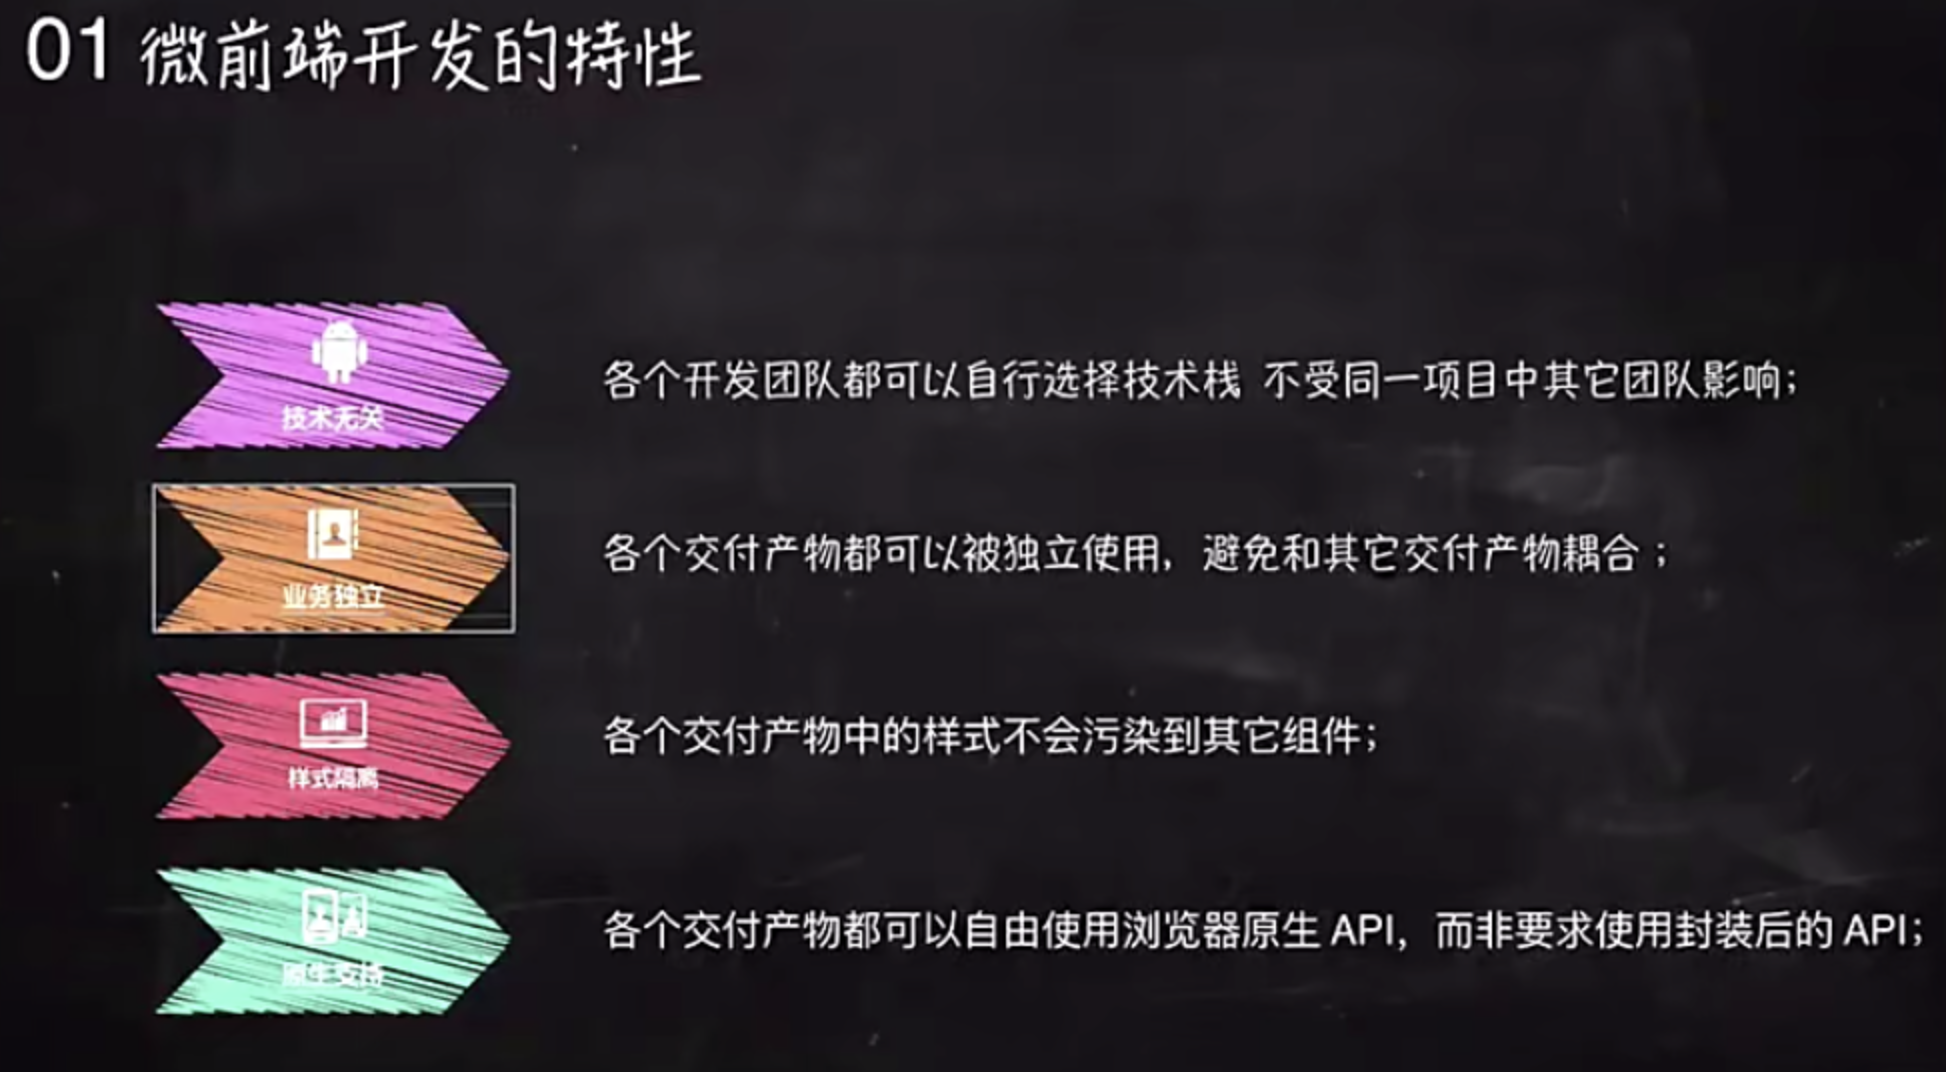 01 微前端开发的特性
技术无关
各个开发团队都可以自行选择技术栈 不受同一项目中其它团队影响；
业务独立
各个交付产物都可以被独立使用，避免和其它交付产物耦合；
样式隔离
各个交付产物中的样式不会污染到其它组件；
原生支持
各个交付产物都可以自由使用浏览器原生 API，而非要求使用封装后的 API；